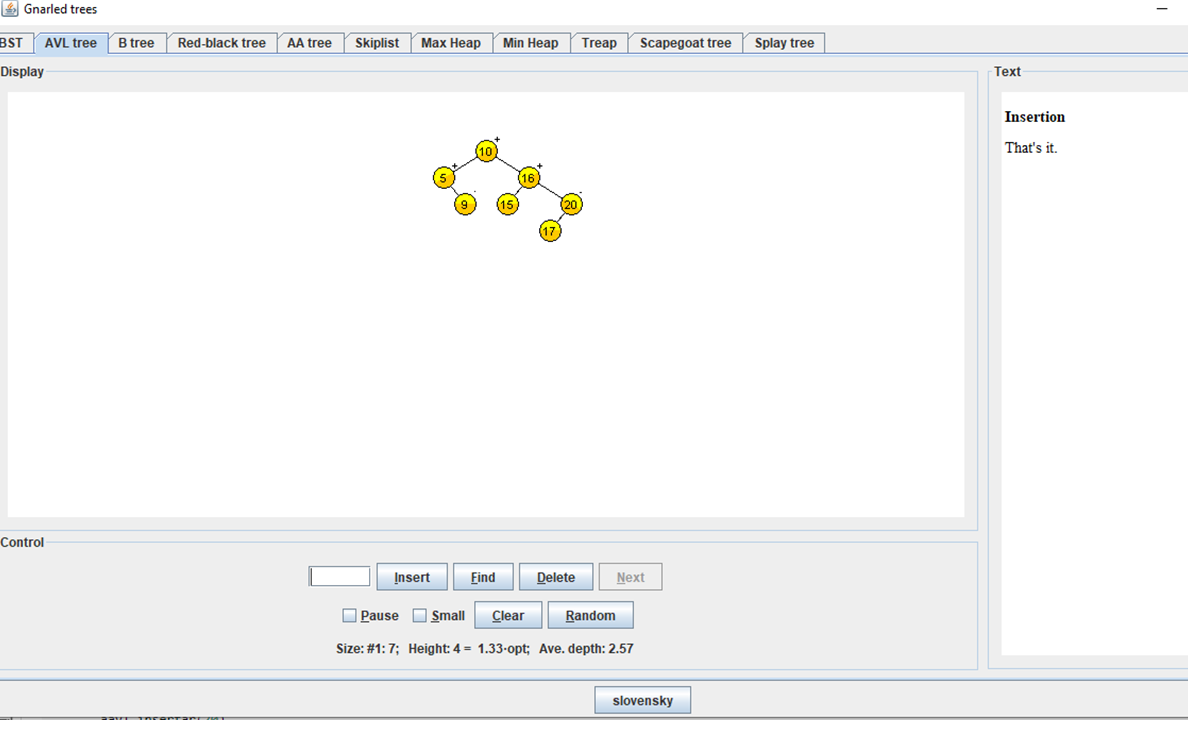 Gnarled trees
BST AVL tree B tree Red-black tree AA tree Skiplist Max Heap Min Heap Treap Scapegoat tree Splay tree
Display
Text
Insertion
That's it.
+
10
+ +
5 16
- -
9 15 20
17
Control
Insert Find Delete Next
Pause Small Clear Random
Size: #1: 7; Height: 4 = 1.33·opt; Ave. depth: 2.57
slovensky